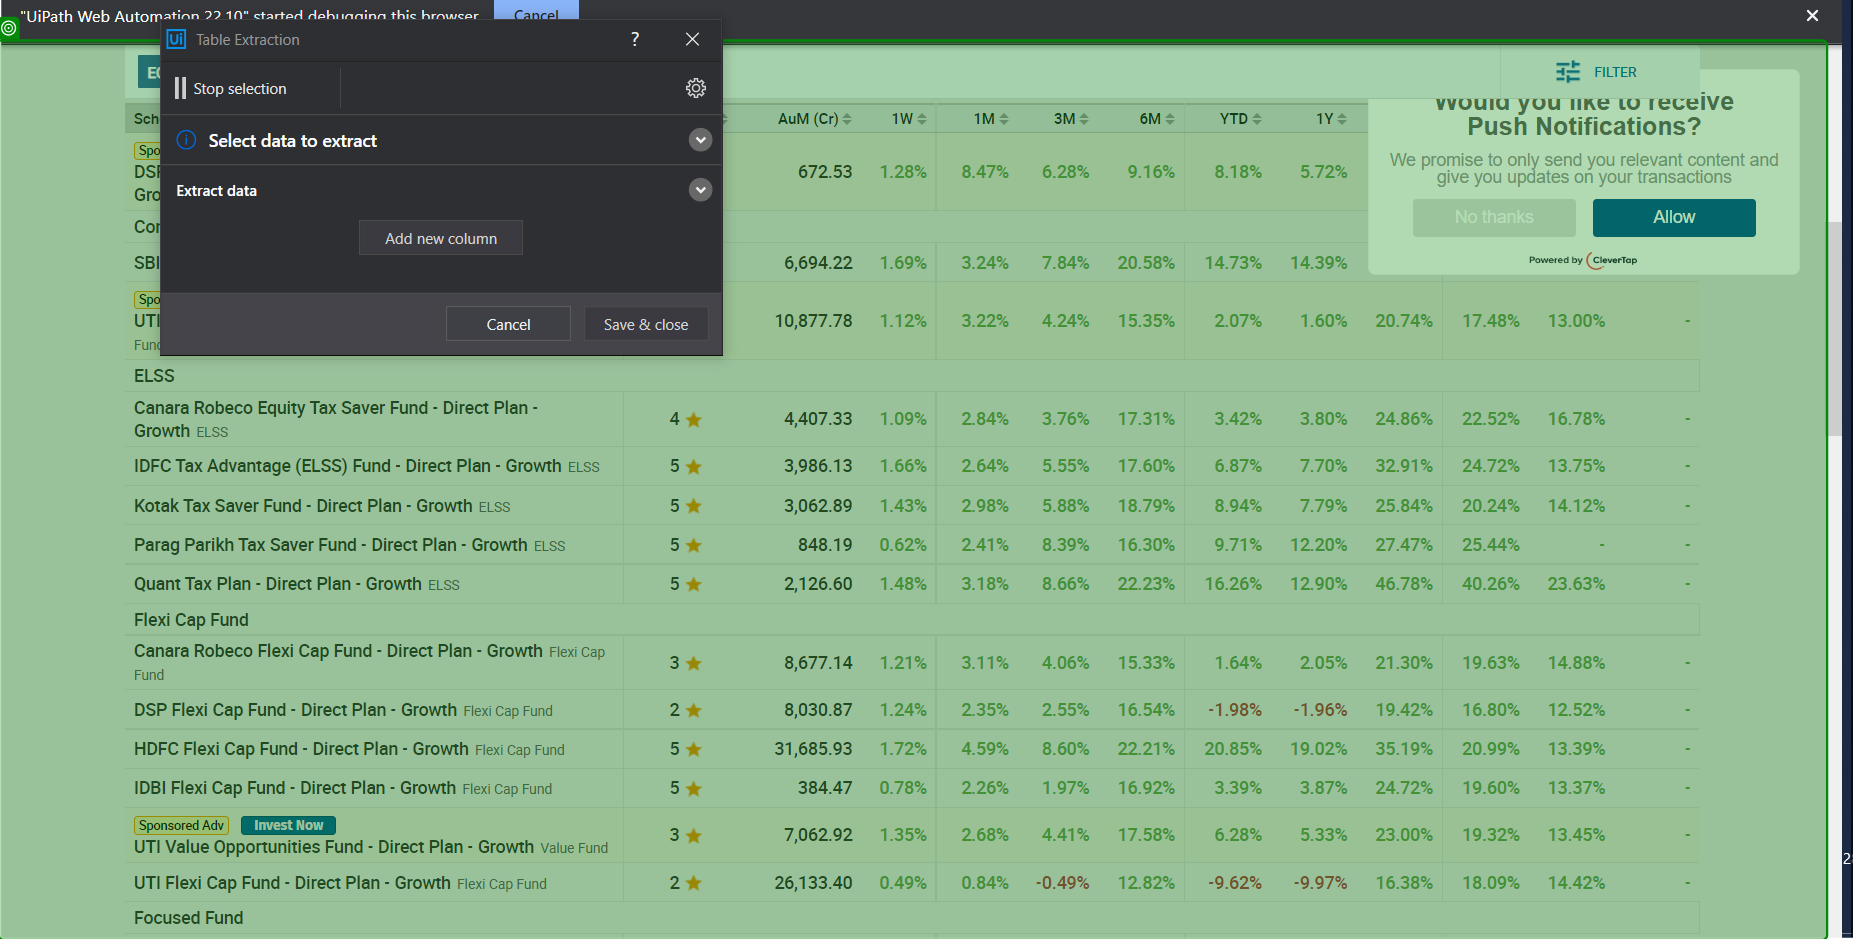 "UiPath Web Automation 22.10" started debugging this browser Cancel
Ui Table Extraction ?
Stop selection
Select data to extract
Extract data
Add new column
Cancel Save & close
FILTER
Would you like to receive
Push Notifications?
We promise to only send you relevant content and
give you updates on your transactions
No thanks Allow
Powered by CleverTap
AuM (Cr) 1W 1M 3M 6M YTD 1Y
672.53 1.28% 8.47% 6.28% 9.16% 8.18% 5.72%
SBI 6,694.22 1.69% 3.24% 7.84% 20.58% 14.73% 14.39%
UTI 10,877.78 1.12% 3.22% 4.24% 15.35% 2.07% 1.60% 20.74% 17.48% 13.00% -
ELSS
Canara Robeco Equity Tax Saver Fund - Direct Plan -
Growth ELSS 4 4,407.33 1.09% 2.84% 3.76% 17.31% 3.42% 3.80% 24.86% 22.52% 16.78% -
IDFC Tax Advantage (ELSS) Fund - Direct Plan - Growth ELSS 5 3,986.13 1.66% 2.64% 5.55% 17.60% 6.87% 7.70% 32.91% 24.72% 13.75% -
Kotak Tax Saver Fund - Direct Plan - Growth ELSS 5 3,062.89 1.43% 2.98% 5.88% 18.79% 8.94% 7.79% 25.84% 20.24% 14.12% -
Parag Parikh Tax Saver Fund - Direct Plan - Growth ELSS 5 848.19 0.62% 2.41% 8.39% 16.30% 9.71% 12.20% 27.47% 25.44% - -
Quant Tax Plan - Direct Plan - Growth ELSS 5 2,126.60 1.48% 3.18% 8.66% 22.23% 16.26% 12.90% 46.78% 40.26% 23.63% -
Flexi Cap Fund
Canara Robeco Flexi Cap Fund - Direct Plan - Growth Flexi Cap
Fund 3 8,677.14 1.21% 3.11% 4.06% 15.33% 1.64% 2.05% 21.30% 19.63% 14.88% -
DSP Flexi Cap Fund - Direct Plan - Growth Flexi Cap Fund 2 8,030.87 1.24% 2.35% 2.55% 16.54% -1.98% -1.96% 19.42% 16.80% 12.52% -
HDFC Flexi Cap Fund - Direct Plan - Growth Flexi Cap Fund 5 31,685.93 1.72% 4.59% 8.60% 22.21% 20.85% 19.02% 35.19% 20.99% 13.39% -
IDBI Flexi Cap Fund - Direct Plan - Growth Flexi Cap Fund 5 384.47 0.78% 2.26% 1.97% 16.92% 3.39% 3.87% 24.72% 19.60% 13.37% -
Sponsored Adv Invest Now
UTI Value Opportunities Fund - Direct Plan - Growth Value Fund 3 7,062.92 1.35% 2.68% 4.41% 17.58% 6.28% 5.33% 23.00% 19.32% 13.45% -
UTI Flexi Cap Fund - Direct Plan - Growth Flexi Cap Fund 2 26,133.40 0.49% 0.84% -0.49% 12.82% -9.62% -9.97% 16.38% 18.09% 14.42% -
Focused Fund